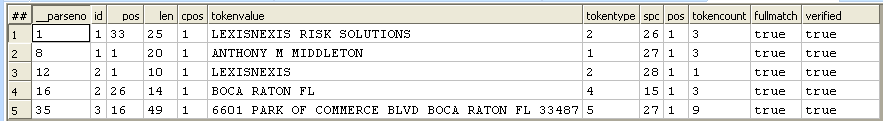 ## __parseno id pos len cpos tokenvalue tokentype spc pos tokencount fullmatch verified
1 1 1 33 25 1 LEXISNEXIS RISK SOLUTIONS 2 26 1 3 true true
2 8 1 1 20 1 ANTHONY M MIDDLETON 1 27 1 3 true true
3 12 2 1 10 1 LEXISNEXIS 2 28 1 1 true true
4 16 2 26 14 1 BOCA RATON FL 4 15 1 3 true true
5 35 3 16 49 1 6601 PARK OF COMMERCE BLVD BOCA RATON FL 33487 5 27 1 9 true true